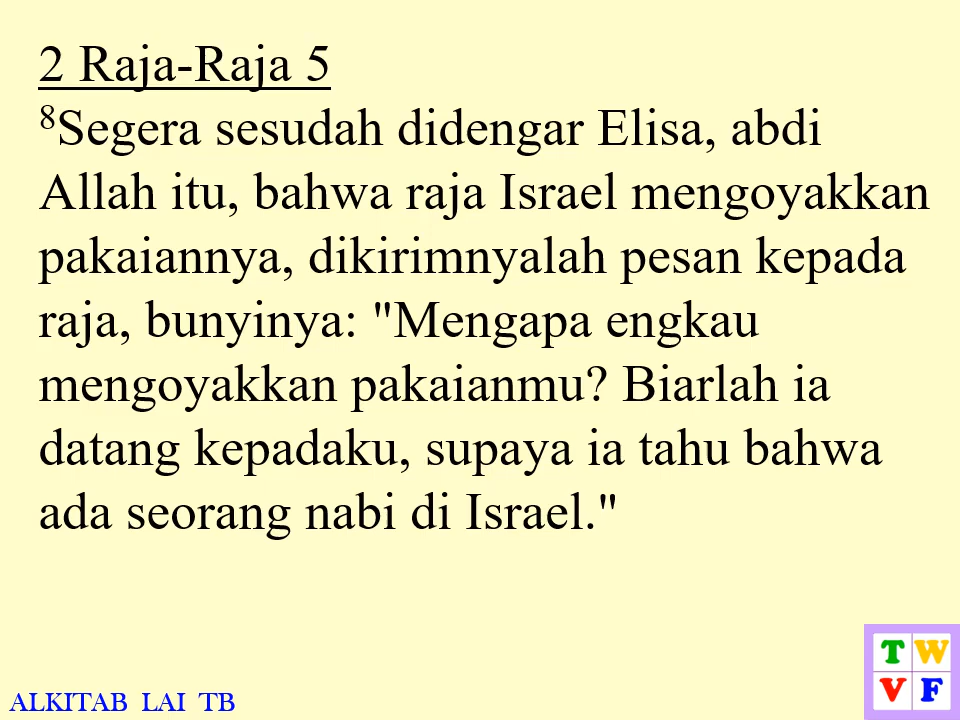 2 Raja-Raja 5
8Segera sesudah didengar Elisa, abdi
Allah itu, bahwa raja Israel mengoyakkan
pakaiannya, dikirimnyalah pesan kepada
raja, bunyinya: "Mengapa engkau
mengoyakkan pakaianmu? Biarlah ia
datang kepadaku, supaya ia tahu bahwa
ada seorang nabi di Israel."
ALKITAB LAI TB
T W
V F